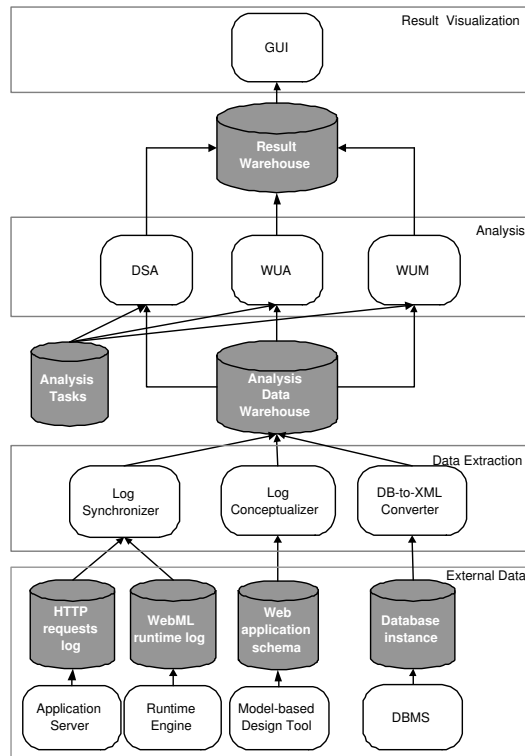 Result Visualization
GUI
Result
Warehouse
Analysis
DSA
WUA
WUM
Analysis
Tasks
Analysis
Data
Warehouse
Data Extraction
Log
Synchronizer
Log
Conceptualizer
DB-to-XML
Converter
External Data
HTTP
requests
log
WebML
runtime log
Web
application
schema
Database
instance
Application
Server
Runtime
Engine
Model-based
Design Tool
DBMS